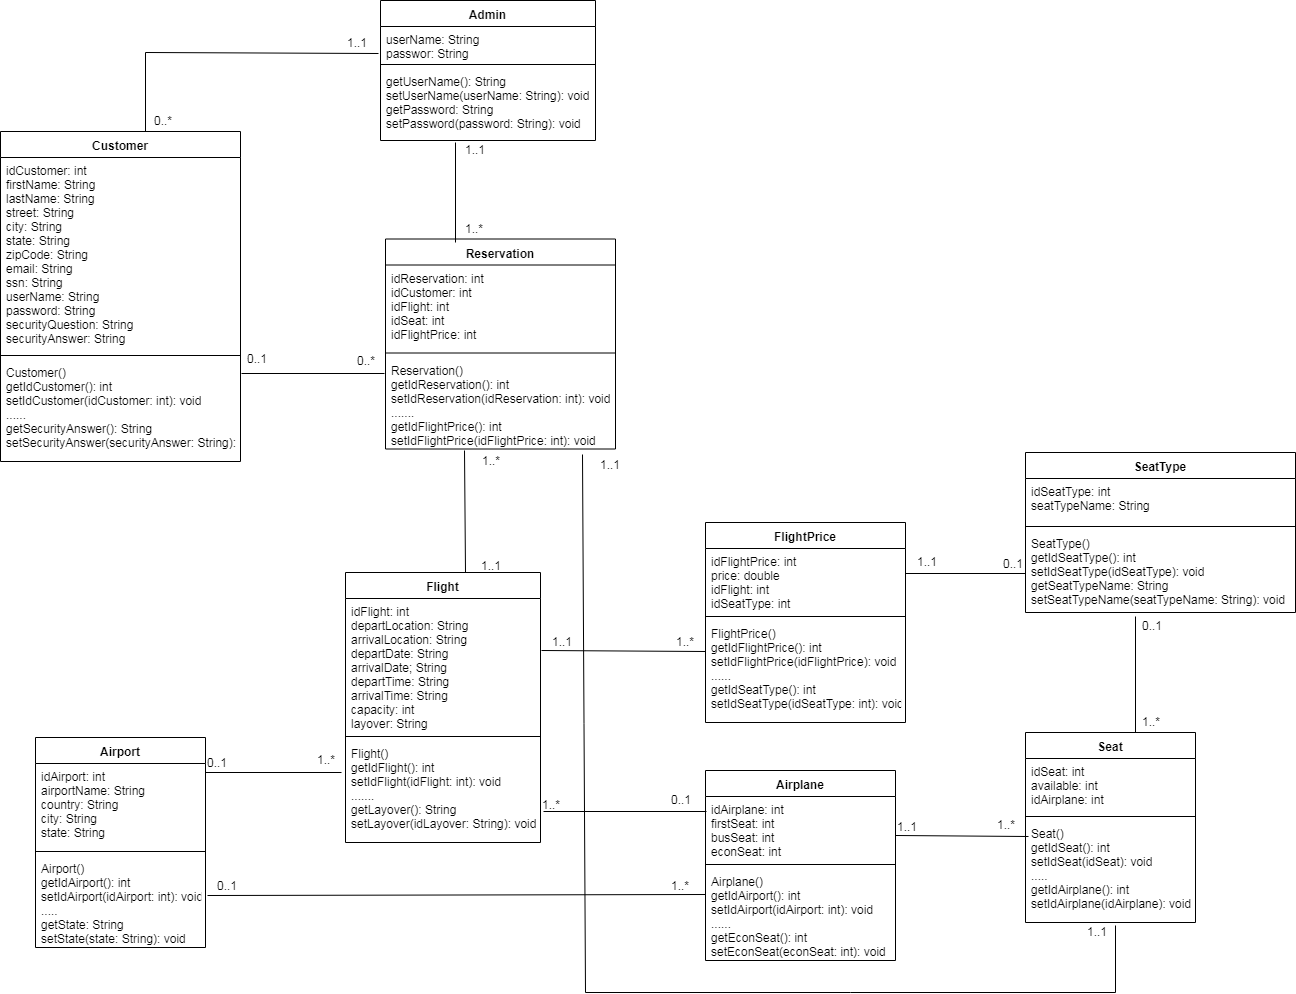 Admin
userName: String
passwor: String
getUserName(): String
setUserName(userName: String): void
getPassword: String
setPassword(password: String): void
1..1
0..*
1..1
1..*
Customer
idCustomer: int
firstName: String
lastName: String
street: String
city: String
state: String
zipCode: String
email: String
ssn: String
userName: String
password: String
securityQuestion: String
securityAnswer: String
Customer()
getIdCustomer(): int
setIdCustomer(idCustomer: int): void
......
getSecurityAnswer(): String
setSecurityAnswer(securityAnswer: String):
0..1
0..*
Reservation
idReservation: int
idCustomer: int
idFlight: int
idSeat: int
idFlightPrice: int
Reservation()
getIdReservation(): int
setIdReservation(idReservation: int): void
.......
getIdFlightPrice(): int
setIdFlightPrice(idFlightPrice: int): void
1..*
1..1
1..1
SeatType
idSeatType: int
seatTypeName: String
SeatType()
getIdSeatType(): int
setIdSeatType(idSeatType): void
getSeatTypeName: String
setSeatTypeName(seatTypeName: String): void
FlightPrice
idFlightPrice: int
price: double
idFlight: int
idSeatType: int
FlightPrice()
getIdFlightPrice(): int
setIdFlightPrice(idFlightPrice): void
......
getIdSeatType(): int
setIdSeatType(idSeatType: int): voic
1..1
0..1
0..1
1..*
Flight
idFlight: int
departLocation: String
arrivalLocation: String
departDate: String
arrivalDate; String
departTime: String
arrivalTime: String
capacity: int
layover: String
Flight()
getIdFlight(): int
setIdFlight(idFlight: int): void
.......
getLayover(): String
setLayover(idLayover: String): void
1..1
1..*
Airport
idAirport: int
airportName: String
country: String
city: String
state: String
Airport()
getIdAirport(): int
setIdAirport(idAirport: int): voic
.....
getState: String
setState(state: String): void
0..1
1..*
0..1
1..*
1..*
0..1
Airplane
idAirplane: int
firstSeat: int
busSeat: int
econSeat: int
Airplane()
getIdAirport(): int
setIdAirport(idAirport: int): void
......
getEconSeat(): int
setEconSeat(econSeat: int): void
1..1
1..*
Seat
idSeat: int
available: int
idAirplane: int
Seat()
getIdSeat(): int
setIdSeat(idSeat): void
.....
getIdAirplane(): int
setIdAirplane(idAirplane): void
1..1